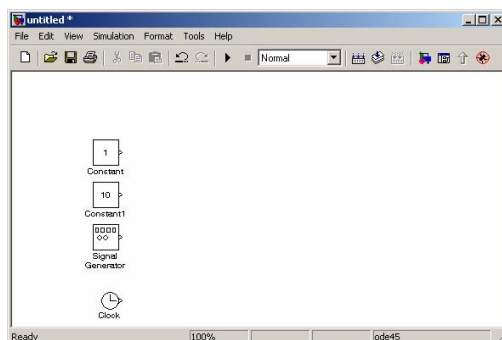 untitled *
File Edit View Simulation Format Tools Help
Normal
1
Constant
10
Constant1
Signal
Generator
Clock
Ready 100% ode45